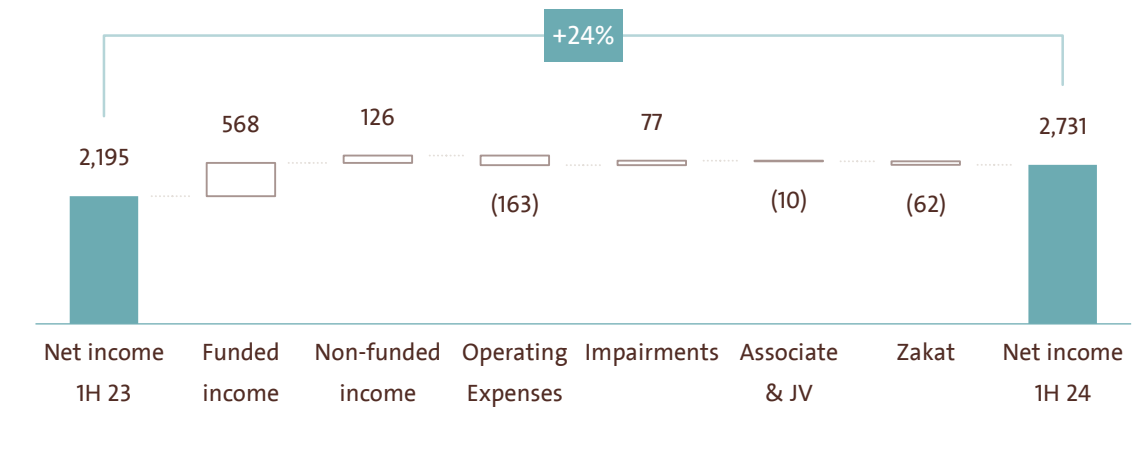 +24%
2,195
568
126
(163)
77
(10)
(62)
2,731
Net income
1H 23
Funded
income
Non-funded
income
Operating
Expenses
Impairments
Associate
& JV
Zakat
Net income
1H 24